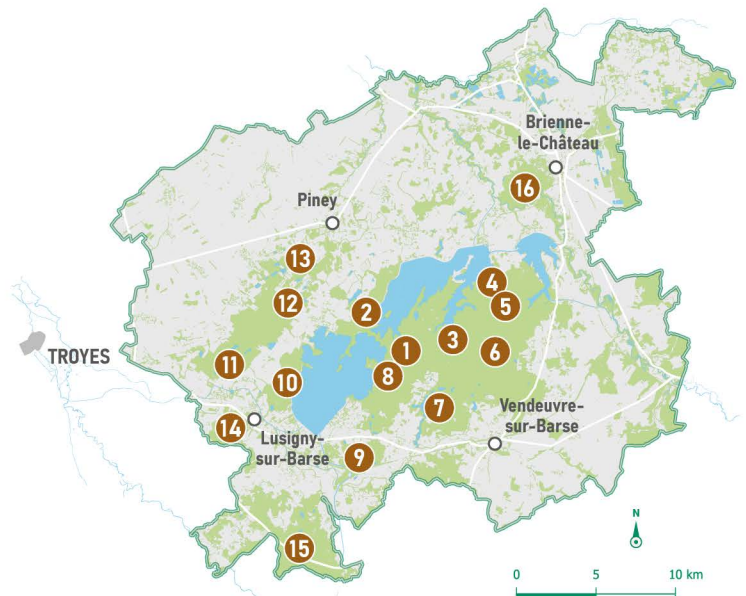 Brienne-
le-Château
16
Piney
13
4
12
5
2
3
1
6
TROYES
11
8
10
7
Vendeuvre-
sur-Barse
14
Lusigny-
sur-Barse
9
N
15
0 5 10 km